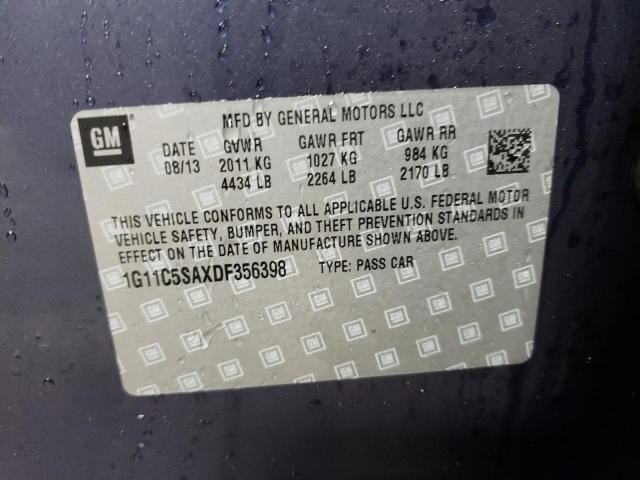 GM
MFD BY GENERAL MOTORS LLC
DATE GVWR GAWR FRT GAWR RR
08/13 2011 KG 1027 KG 984 KG
4434 LB 2264 LB 2170 LB
THIS VEHICLE CONFORMS TO ALL APPLICABLE U.S. FEDERAL MOTOR
VEHICLE SAFETY, BUMPER, AND THEFT PREVENTION STANDARDS IN
EFFECT ON THE DATE OF MANUFACTURE SHOWN ABOVE.
1G11C5SAXDF356398 TYPE: PASS CAR